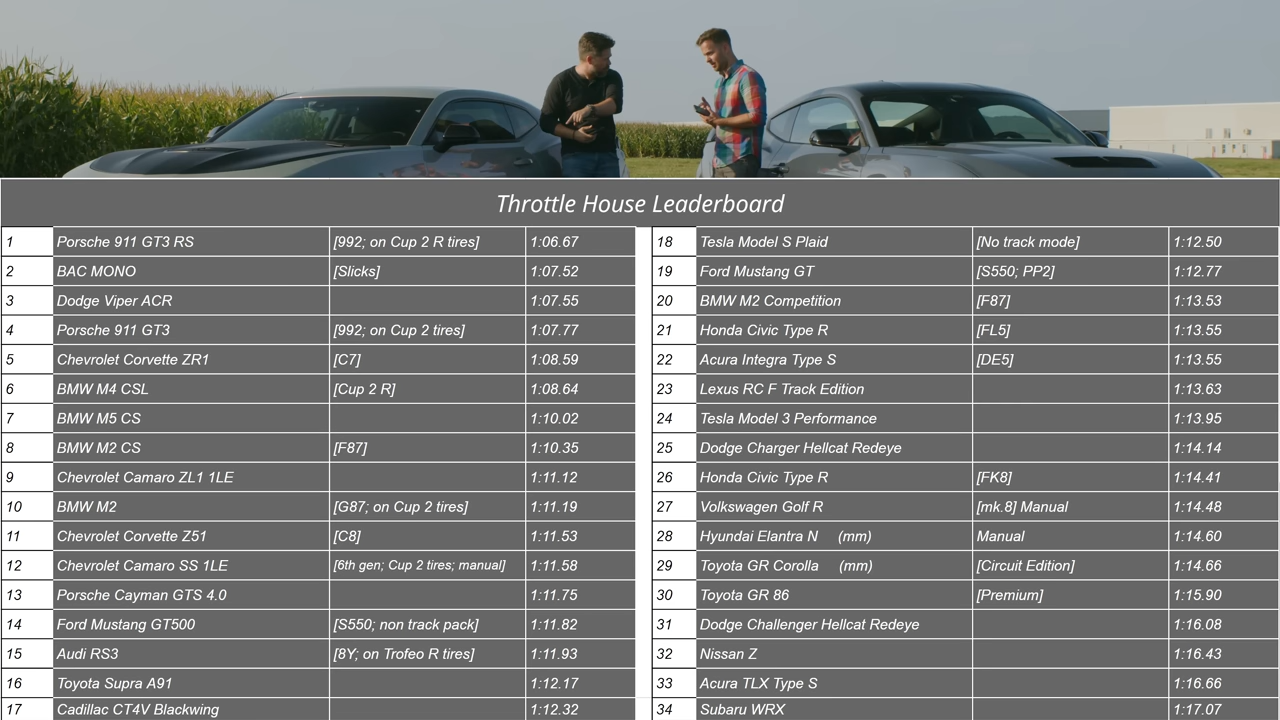 Throttle House Leaderboard
1 Porsche 911 GT3 RS [992; on Cup 2 R tires] 1:06.67
2 BAC MONO [Slicks] 1:07.52
3 Dodge Viper ACR 1:07.55
4 Porsche 911 GT3 [992; on Cup 2 tires] 1:07.77
5 Chevrolet Corvette ZR1 [C7] 1:08.59
6 BMW M4 CSL [Cup 2 R] 1:08.64
7 BMW M5 CS 1:10.02
8 BMW M2 CS [F87] 1:10.35
9 Chevrolet Camaro ZL1 1LE 1:11.12
10 BMW M2 [G87; on Cup 2 tires] 1:11.19
11 Chevrolet Corvette Z51 [C8] 1:11.53
12 Chevrolet Camaro SS 1LE [6th gen; Cup 2 tires; manual] 1:11.58
13 Porsche Cayman GTS 4.0 1:11.75
14 Ford Mustang GT500 [S550; non track pack] 1:11.82
15 Audi RS3 [8Y; on Trofeo R tires] 1:11.93
16 Toyota Supra A91 1:12.17
17 Cadillac CT4V Blackwing 1:12.32
18 Tesla Model S Plaid [No track mode] 1:12.50
19 Ford Mustang GT [S550; PP2] 1:12.77
20 BMW M2 Competition [F87] 1:13.53
21 Honda Civic Type R [FL5] 1:13.55
22 Acura Integra Type S [DE5] 1:13.55
23 Lexus RC F Track Edition 1:13.63
24 Tesla Model 3 Performance 1:13.95
25 Dodge Charger Hellcat Redeye 1:14.14
26 Honda Civic Type R [FK8] 1:14.41
27 Volkswagen Golf R [mk.8] Manual 1:14.48
28 Hyundai Elantra N (mm) Manual 1:14.60
29 Toyota GR Corolla (mm) [Circuit Edition] 1:14.66
30 Toyota GR 86 [Premium] 1:15.90
31 Dodge Challenger Hellcat Redeye 1:16.08
32 Nissan Z 1:16.43
33 Acura TLX Type S 1:16.66
34 Subaru WRX 1:17.07